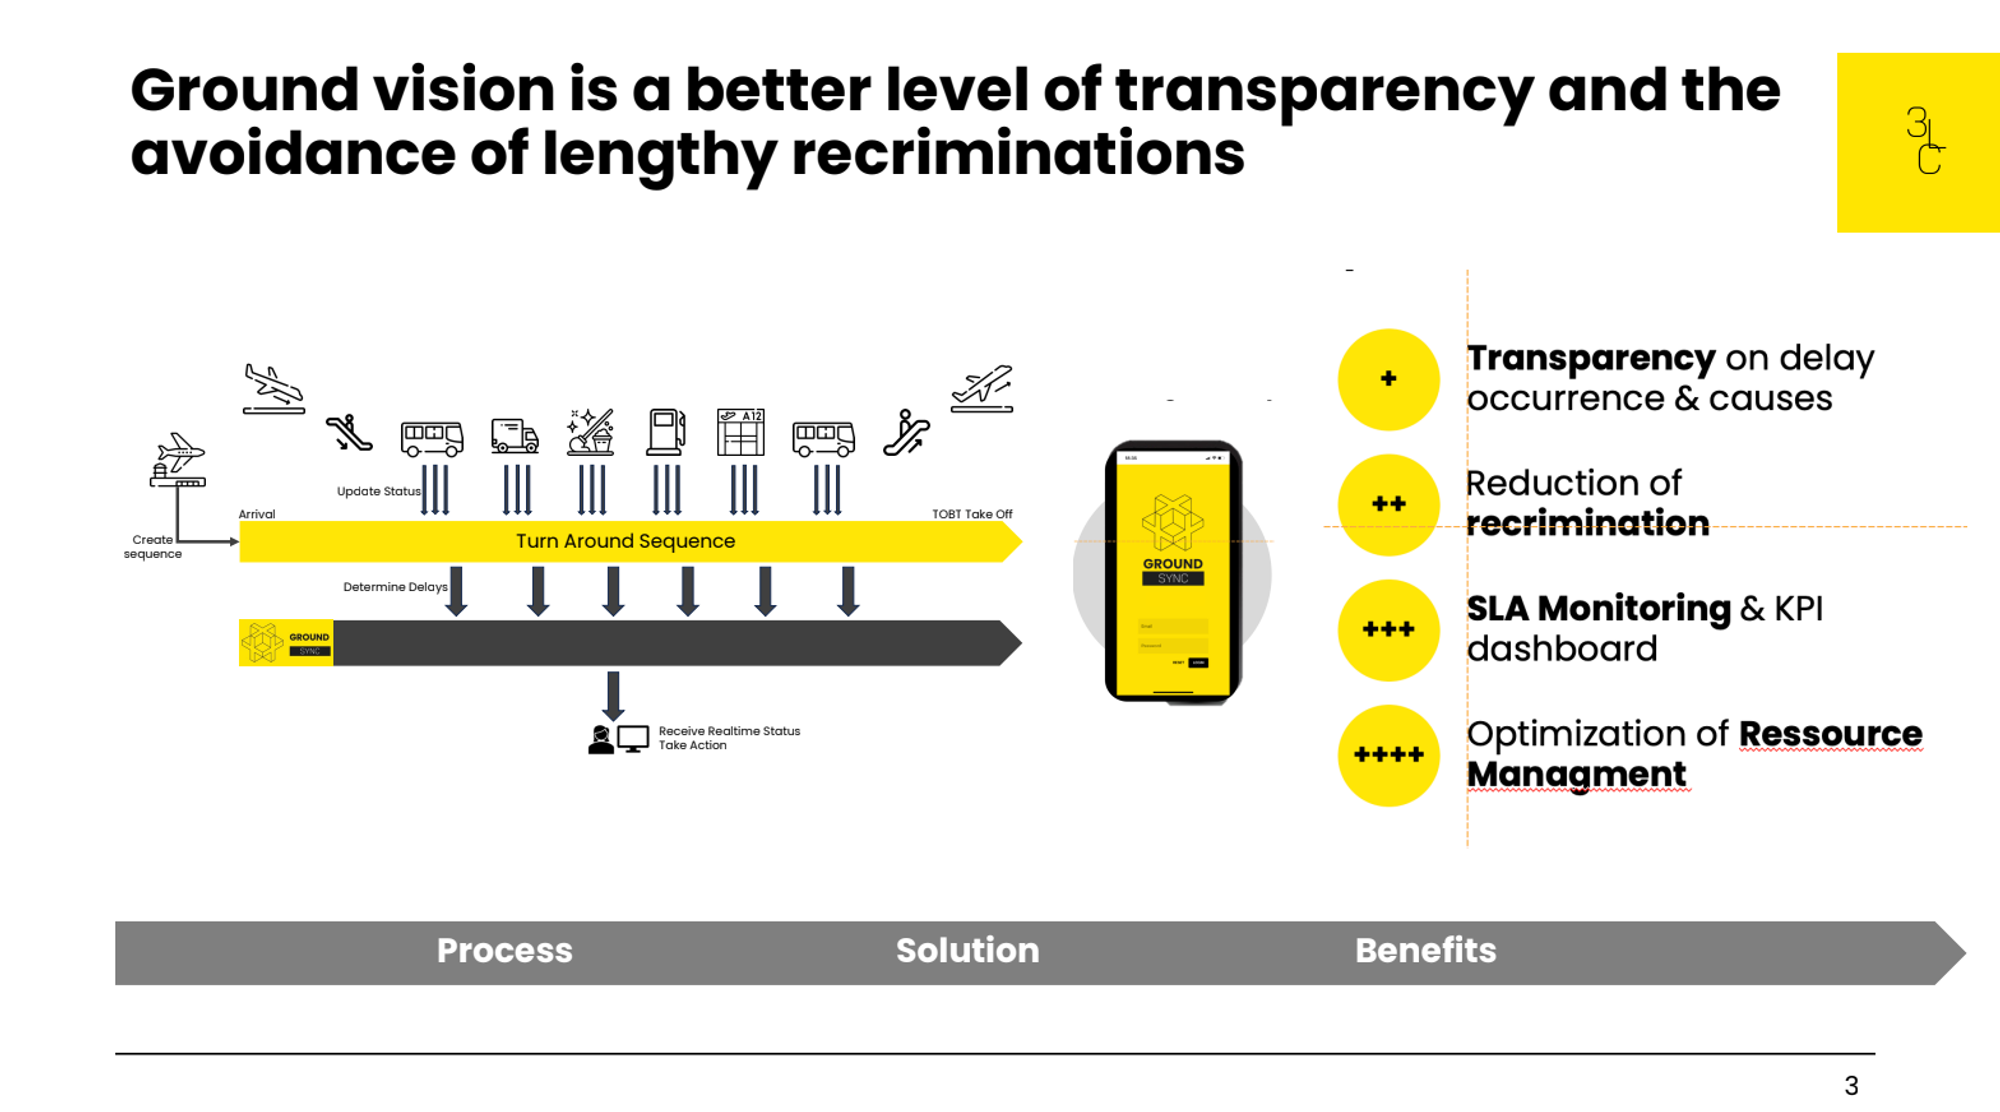 Ground vision is a better level of transparency and the
avoidance of lengthy recriminations
3LC
A12
Update Status
Arrival
TOBT Take Off
Create
sequence
Turn Around Sequence
Determine Delays
GROUND
SYNC
Receive Realtime Status
Take Action
GROUND
SYNC
Email
Password
+
Transparency on delay
occurrence & causes
++
Reduction of
recrimination
+++
SLA Monitoring & KPI
dashboard
++++
Optimization of Ressource
Managment
Process
Solution
Benefits
3